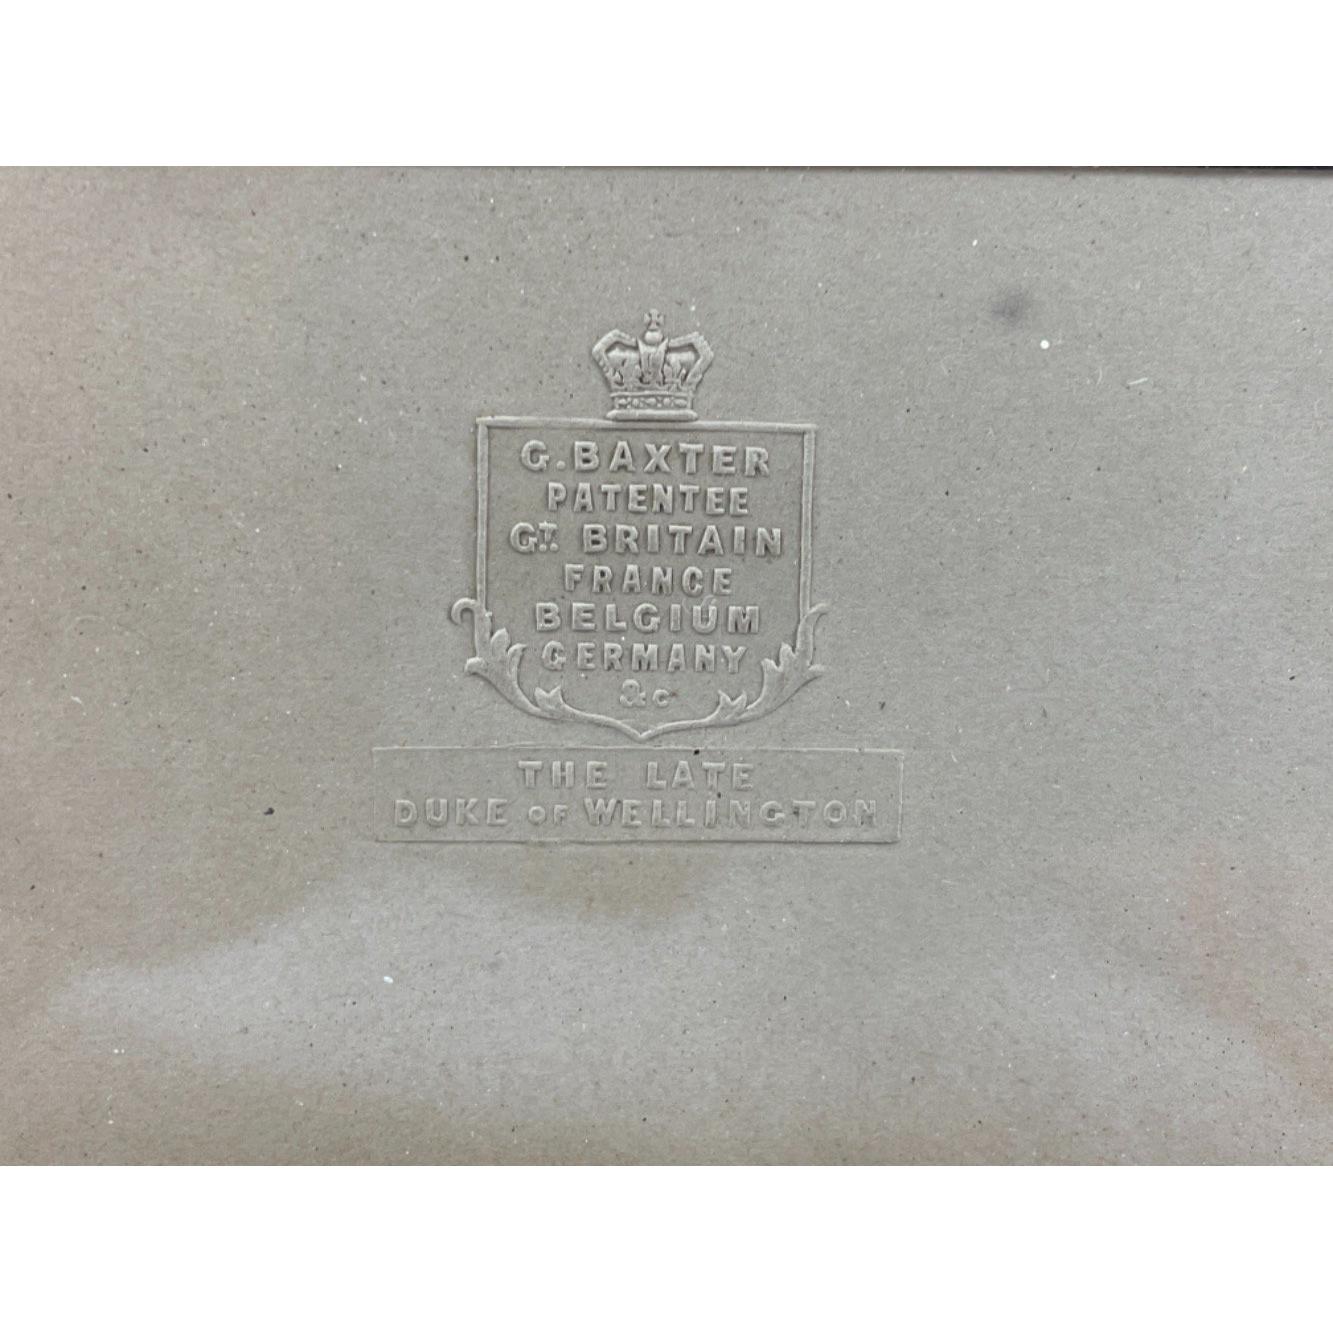 G. BAXTER
PATENTEE
GT. BRITAIN
FRANCE
BELGIUM
GERMANY
&c
THE LATE
DUKE OF WELLINGTON